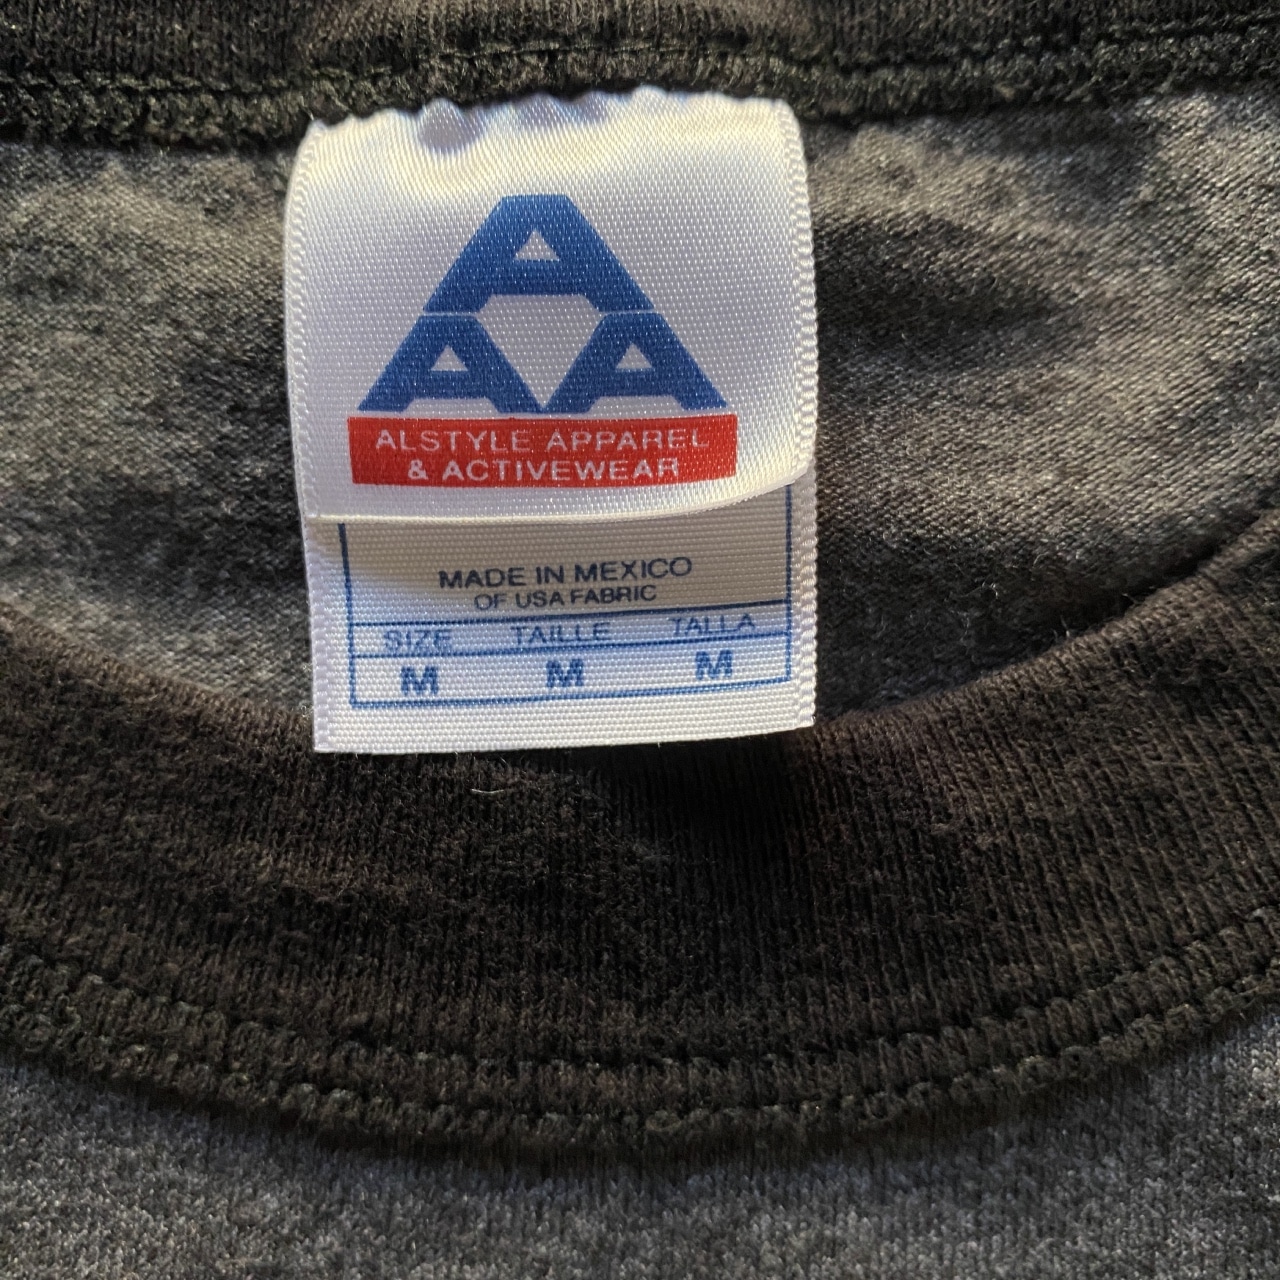 A
A A
ALSTYLE APPAREL
& ACTIVEWEAR
MADE IN MEXICO
OF USA FABRIC
SIZE TAILLE TALLA
M M M